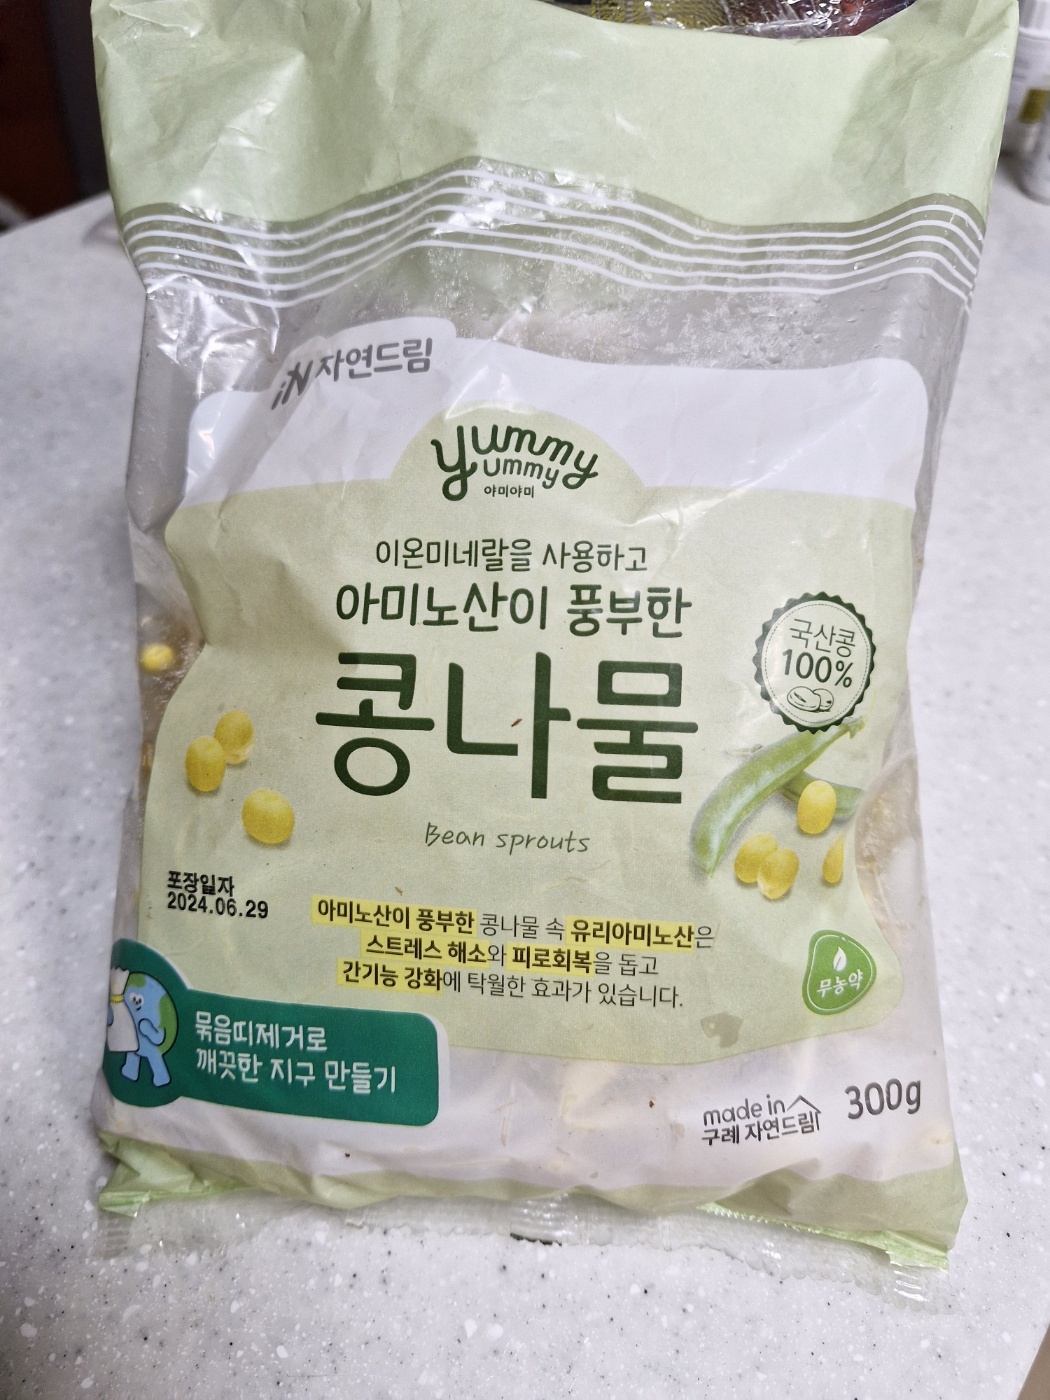 iN 자연드림
yummy
ummy
야미야미
이온미네랄을 사용하고
아미노산이 풍부한
콩나물
Bean sprouts
국산콩
100%
포장일자
2024.06.29
아미노산이 풍부한 콩나물 속 유리아미노산은
스트레스 해소와 피로회복을 돕고
간기능 강화에 탁월한 효과가 있습니다.
무농약
묶음띠제거로
깨끗한 지구 만들기
made in
구례 자연드림
300g